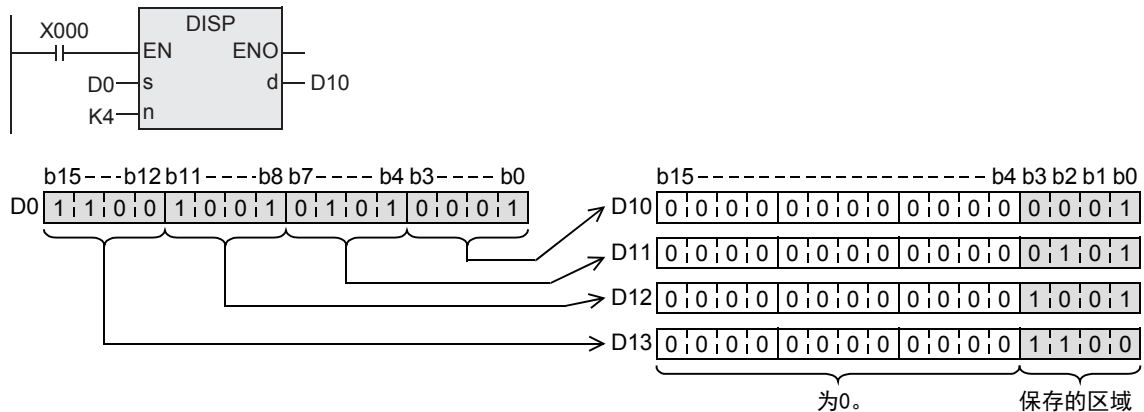 X000
DISP
EN ENO
D0 s d D10
K4 n
b15----b12 b11-----b8 b7----- b4 b3---- b0
D0 1 1 0 0 1 0 0 1 0 1 0 1 0 0 0 1
b15---------------------- b4 b3 b2 b1 b0
D10 0 0 0 0 0 0 0 0 0 0 0 0 0 0 0 1
D11 0 0 0 0 0 0 0 0 0 0 0 0 0 1 0 1
D12 0 0 0 0 0 0 0 0 0 0 0 0 1 0 0 1
D13 0 0 0 0 0 0 0 0 0 0 0 0 1 1 0 0
为0。 保存的区域